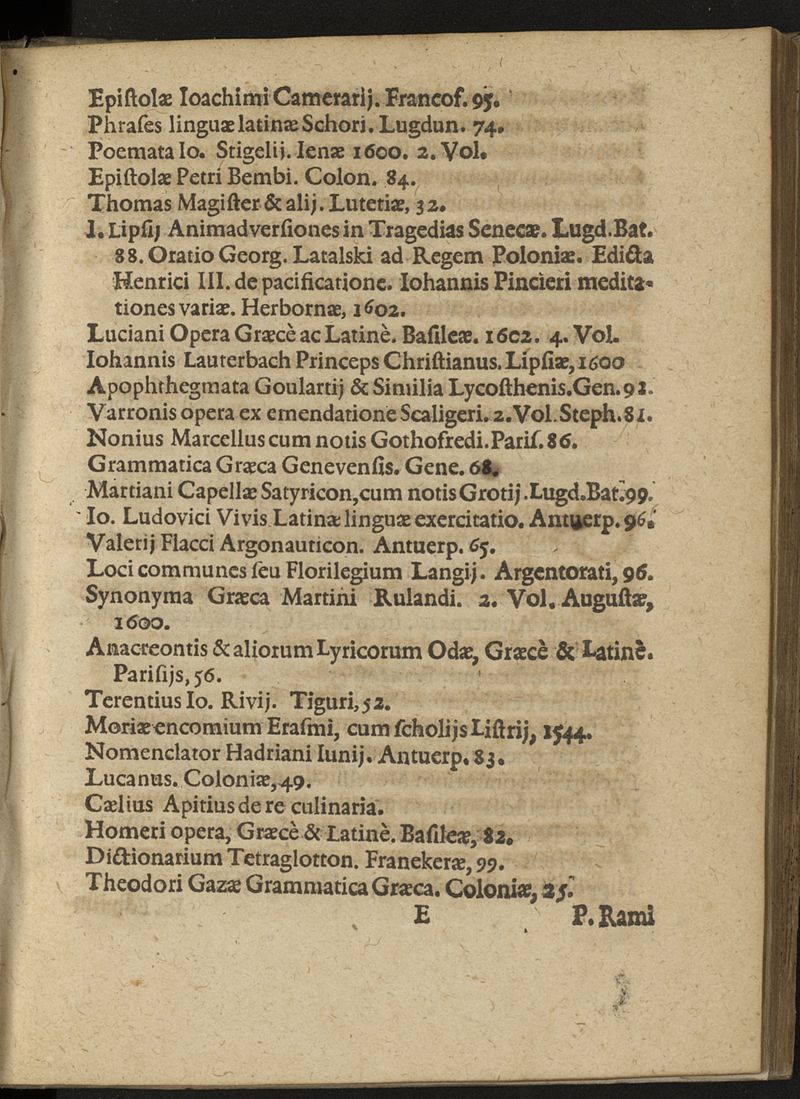 Epiſtolæ Ioachimi Camerarij. Francof. 95.
Phraſes linguæ latinæ Schori. Lugdun. 74.
Poemata Io. Stigelij. Ienæ 1600. 2. Vol.
Epiſtolæ Petri Bembi. Colon. 84.
Thomas Magiſter & alij. Lutetiæ, 32.
I. Lipſij Animadverſiones in Tragedias Senecæ. Lugd. Bat.
88. Oratio Georg. Latalski ad Regem Poloniæ. Edicta
Henrici III. de pacificatione. Iohannis Pincieri medita-
tiones variæ. Herbornæ, 1602.
Luciani Opera Græcè ac Latinè. Baſileæ. 1602. 4. Vol.
Iohannis Lauterbach Princeps Chriſtianus. Lipſiæ, 1600
Apophthegmata Goulartij & Similia Lycoſthenis. Gen. 92.
Varronis opera ex emendatione Scaligeri. 2. Vol. Steph. 81.
Nonius Marcellus cum notis Gothofredi. Pariſ. 86.
Grammatica Græca Genevenſis. Gene. 68.
Martiani Capellæ Satyricon, cum notis Grotij. Lugd. Bat. 99.
Io. Ludovici Vivis Latinæ linguæ exercitatio. Antuerp. 96.
Valerij Flacci Argonauticon. Antuerp. 65.
Loci communes ſeu Florilegium Langij. Argentorati, 96.
Synonyma Græca Martini Rulandi. 2. Vol. Auguſtæ,
1600.
Anacreontis & aliorum Lyricorum Odæ, Græcè & Latinè.
Pariſijs, 56.
Terentius Io. Rivij. Tiguri, 52.
Moriæ encomium Eraſmi, cum ſcholijs Liſtrij, 1544.
Nomenclator Hadriani Iunij. Antuerp. 83.
Lucanus. Coloniæ, 49.
Cælius Apitius de re culinaria.
Homeri opera, Græcè & Latinè. Baſileæ, 82.
Dictionarium Tetraglotton. Franekeræ, 99.
Theodori Gazæ Grammatica Græca. Coloniæ, 25.
E P. Rami